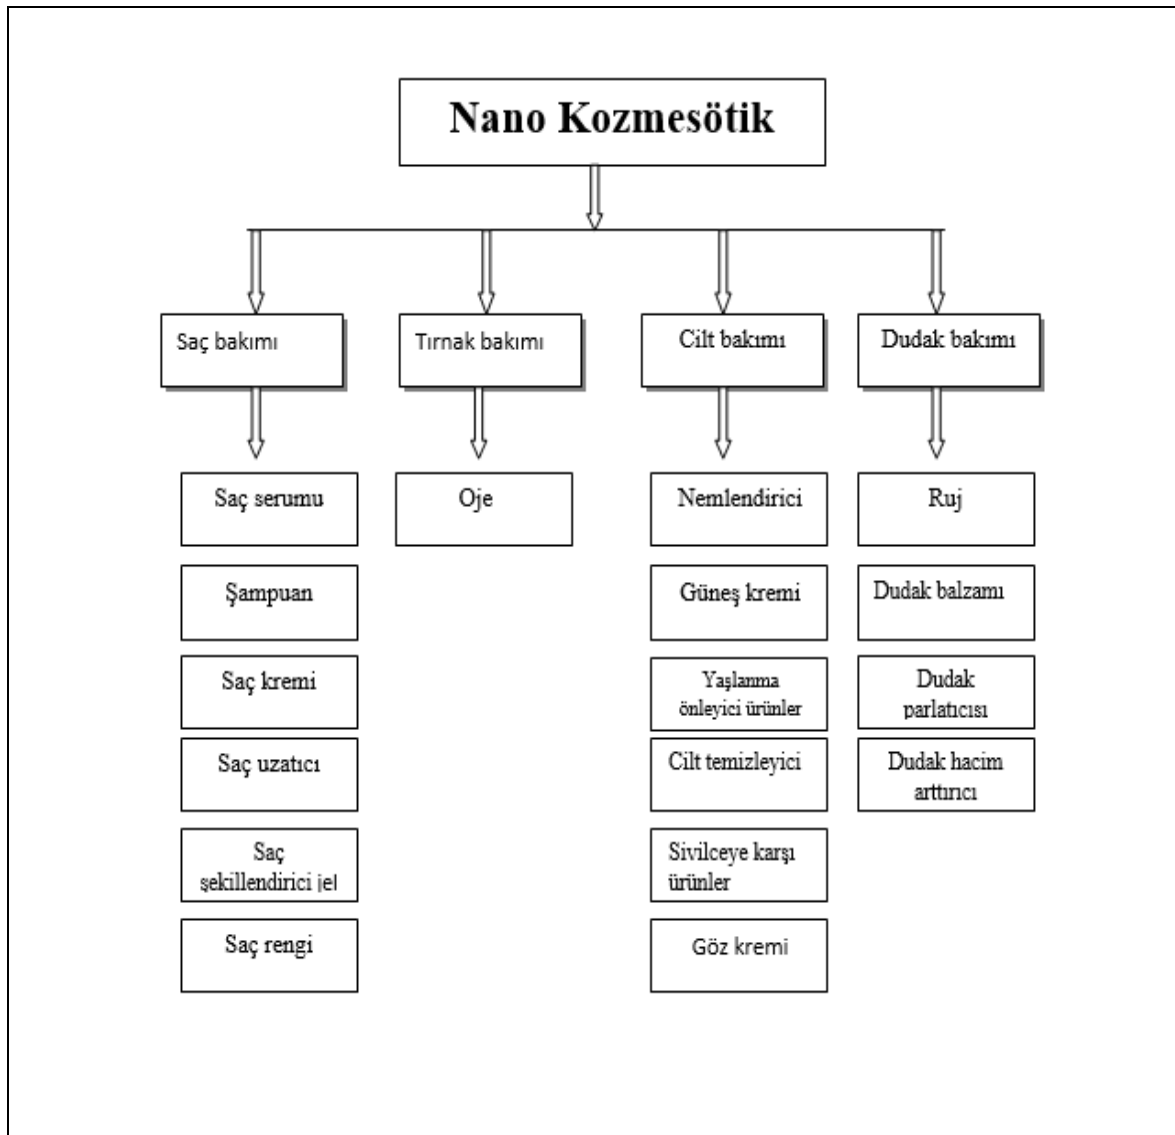 Nano Kozmesötik
Saç bakımı
Tırnak bakımı
Cilt bakımı
Dudak bakımı
Saç serumu
Oje
Nemlendirici
Ruj
Şampuan
Güneş kremi
Dudak balzamı
Saç kremi
Yaşlanma
önleyici ürünler
Dudak
parlatıcısı
Saç uzatıcı
Cilt temizleyici
Dudak hacim
arttırıcı
Saç
şekillendirici jel
Sivilceye karşı
ürünler
Saç rengi
Göz kremi